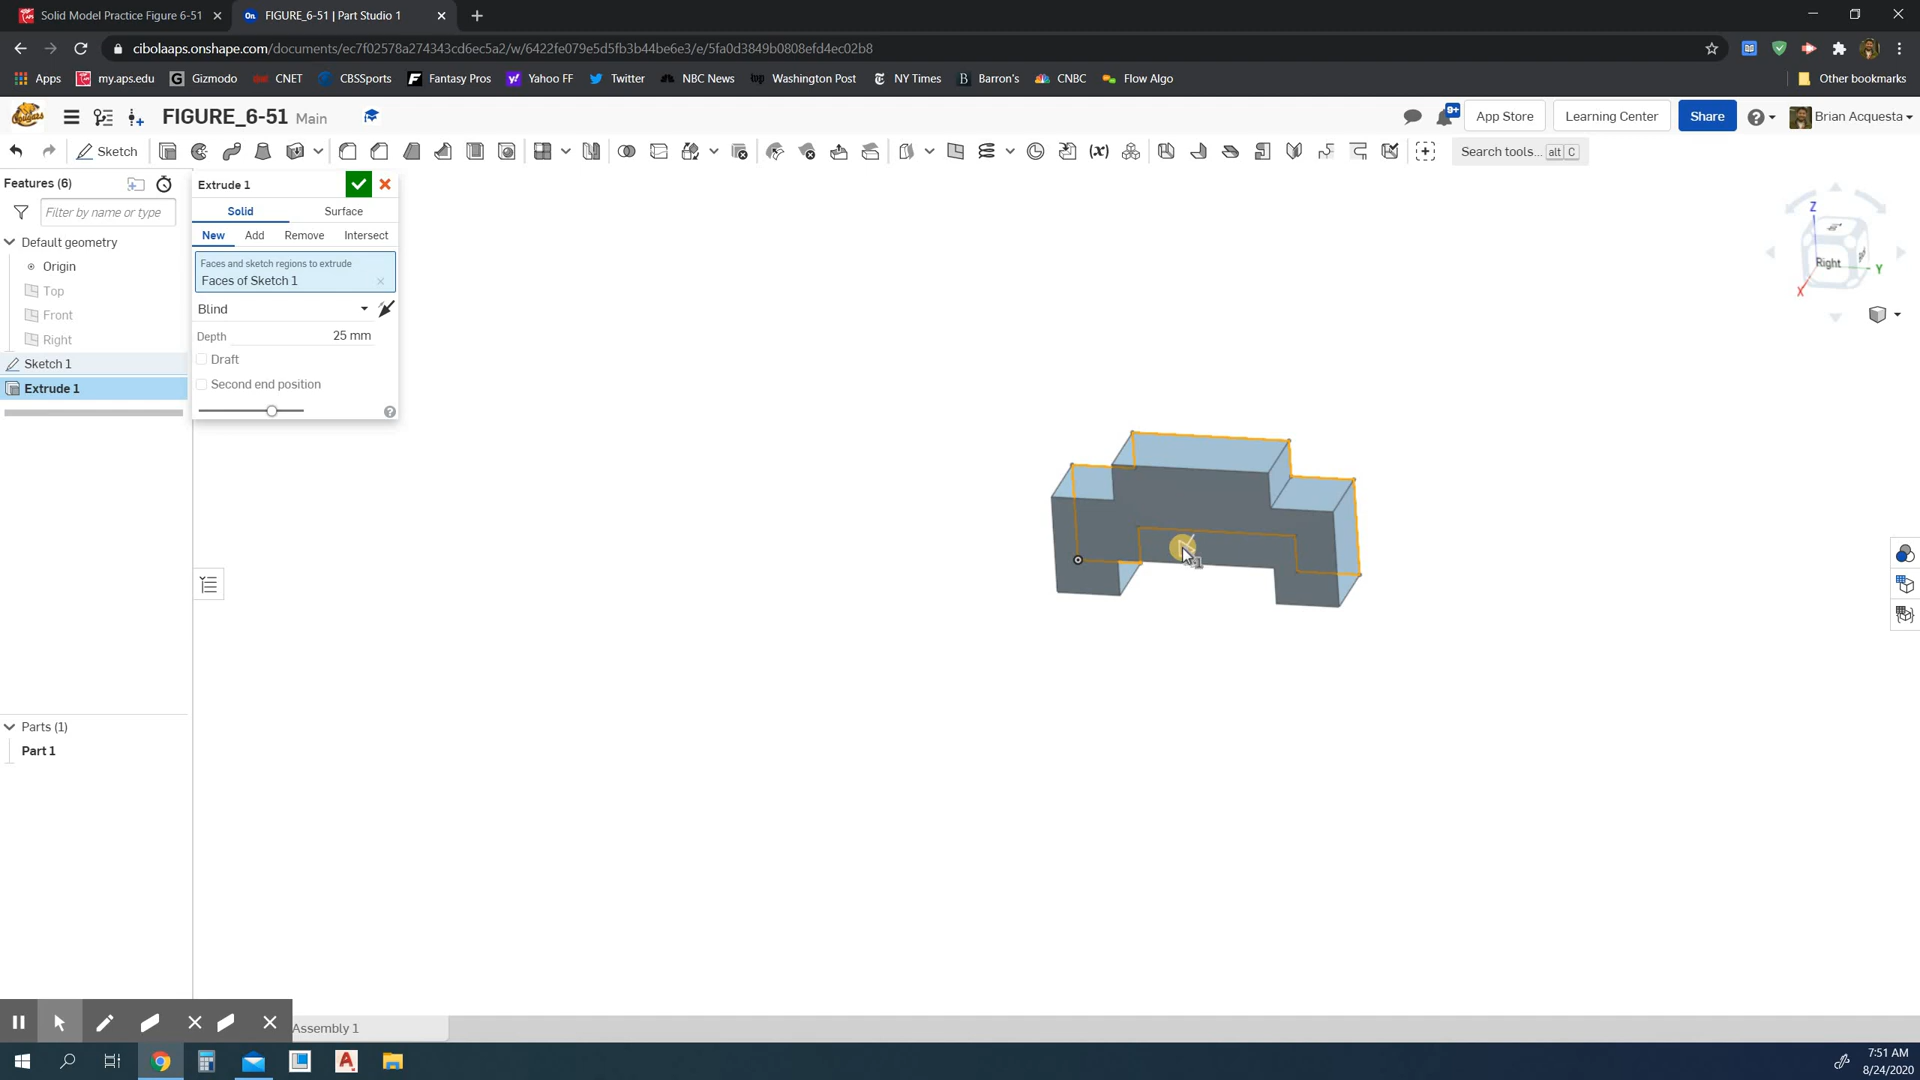 Solid Model Practice Figure 6-51
FIGURE_6-51 | Part Studio 1
cibolaaps.onshape.com/documents/ec7f02578a274343cd6ec5a2/w/6422fe079e5d5fb3b44be6e3/e/5fa0d3849b0808efd4ec02b8
Apps my.aps.edu Gizmodo CNET CBSSports Fantasy Pros Yahoo FF Twitter NBC News Washington Post NY Times Barron's CNBC Flow Algo Other bookmarks
FIGURE_6-51 Main
9+ App Store Learning Center Share Brian Acquesta
Sketch Search tools... alt C
Features (6)
Filter by name or type
Default geometry
Origin
Top
Front
Right
Sketch 1
Extrude 1
Extrude 1
Solid Surface
New Add Remove Intersect
Faces and sketch regions to extrude
Faces of Sketch 1
Blind
Depth 25 mm
Draft
Second end position
Z
Right
Y
X
Parts (1)
Part 1
Assembly 1
7:51 AM
8/24/2020